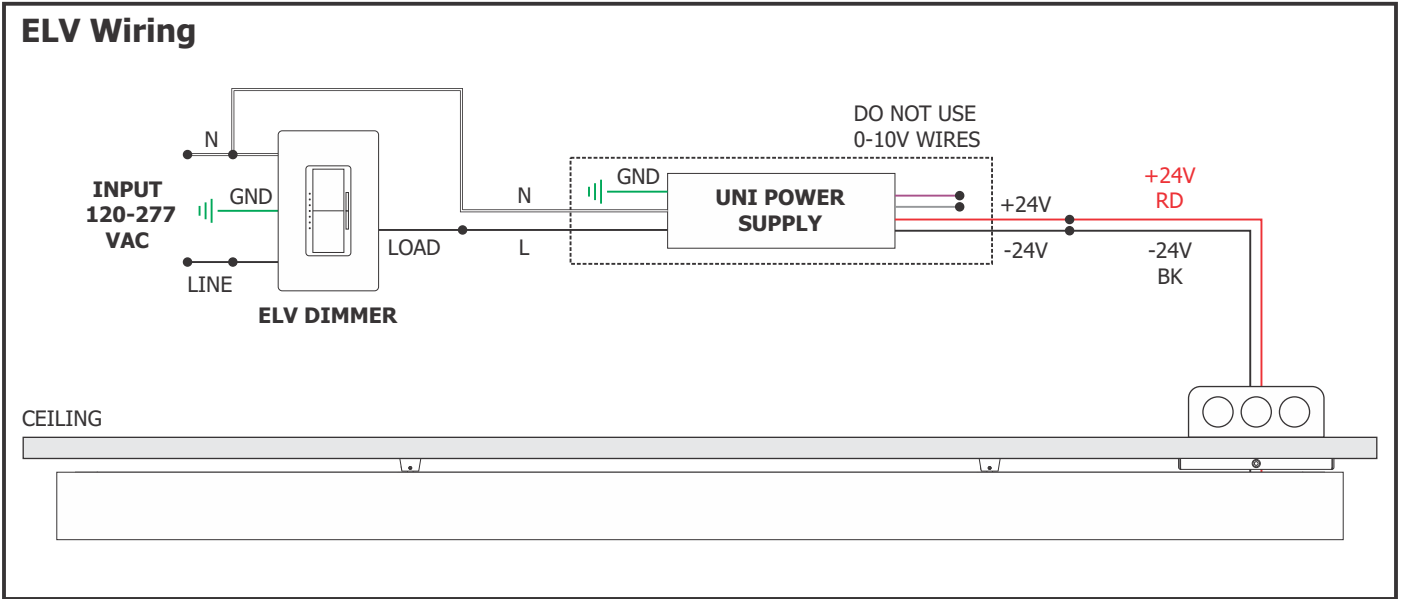 ELV Wiring
DO NOT USE
0-10V WIRES
N
INPUT
120-277
VAC
GND
LINE
LOAD
ELV DIMMER
N
L
GND
UNI POWER
SUPPLY
+24V
-24V
+24V
RD
-24V
BK
CEILING